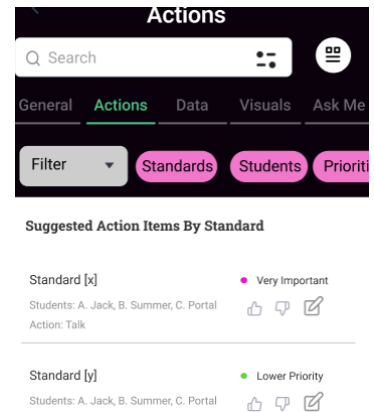 Actions
Search
General Actions Data Visuals Ask Me
Filter Standards Students Prioriti
Suggested Action Items By Standard
Standard [x] Very Important
Students: A. Jack, B. Summer, C. Portal
Action: Talk
Standard [y] Lower Priority
Students: A. Jack, B. Summer, C. Portal